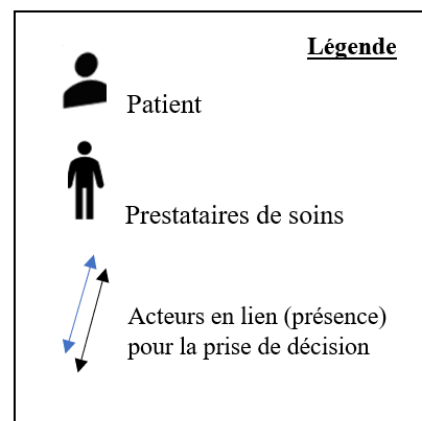 Légende
Patient
Prestataires de soins
Acteurs en lien (présence)
pour la prise de décision